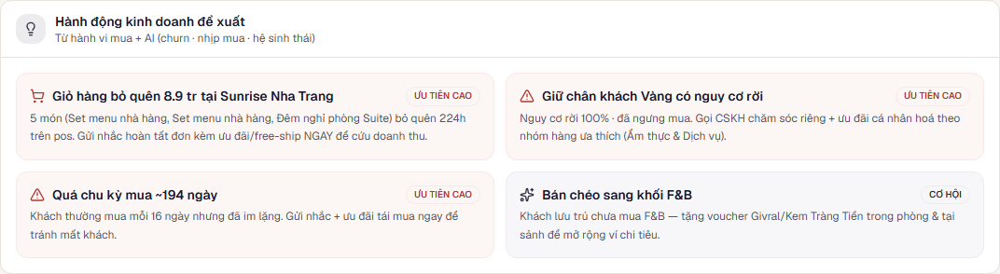 Hành động kinh doanh đề xuất
Từ hành vi mua + AI (churn · nhịp mua · hệ sinh thái)
Giỏ hàng bỏ quên 8.9 tr tại Sunrise Nha Trang
ƯU TIÊN CAO
5 món (Set menu nhà hàng, Set menu nhà hàng, Đêm nghỉ phòng Suite) bỏ quên 224h
trên pos. Gửi nhắc hoàn tất đơn kèm ưu đãi/free-ship NGAY để cứu doanh thu.
Giữ chân khách Vàng có nguy cơ rời
ƯU TIÊN CAO
Nguy cơ rời 100% · đã ngưng mua. Gọi CSKH chăm sóc riêng + ưu đãi cá nhân hoá theo
nhóm hàng ưa thích (Ẩm thực & Dịch vụ).
Quá chu kỳ mua ~194 ngày
ƯU TIÊN CAO
Khách thường mua mỗi 16 ngày nhưng đã im lặng. Gửi nhắc + ưu đãi tái mua ngay để
tránh mất khách.
Bán chéo sang khối F&B
CƠ HỘI
Khách lưu trú chưa mua F&B — tặng voucher Givral/Kem Tràng Tiền trong phòng & tại
sảnh để mở rộng ví chi tiêu.